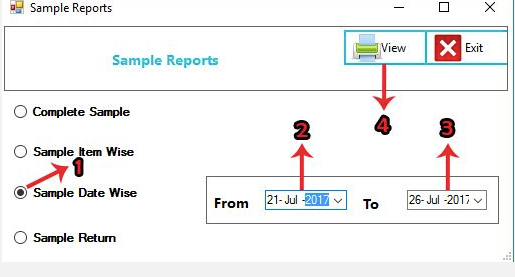 Sample Reports
Sample Reports
View
Exit
Complete Sample
4
2
3
Sample Item Wise
1
Sample Date Wise
From 21- Jul -2017 To 26- Jul -2017
Sample Return